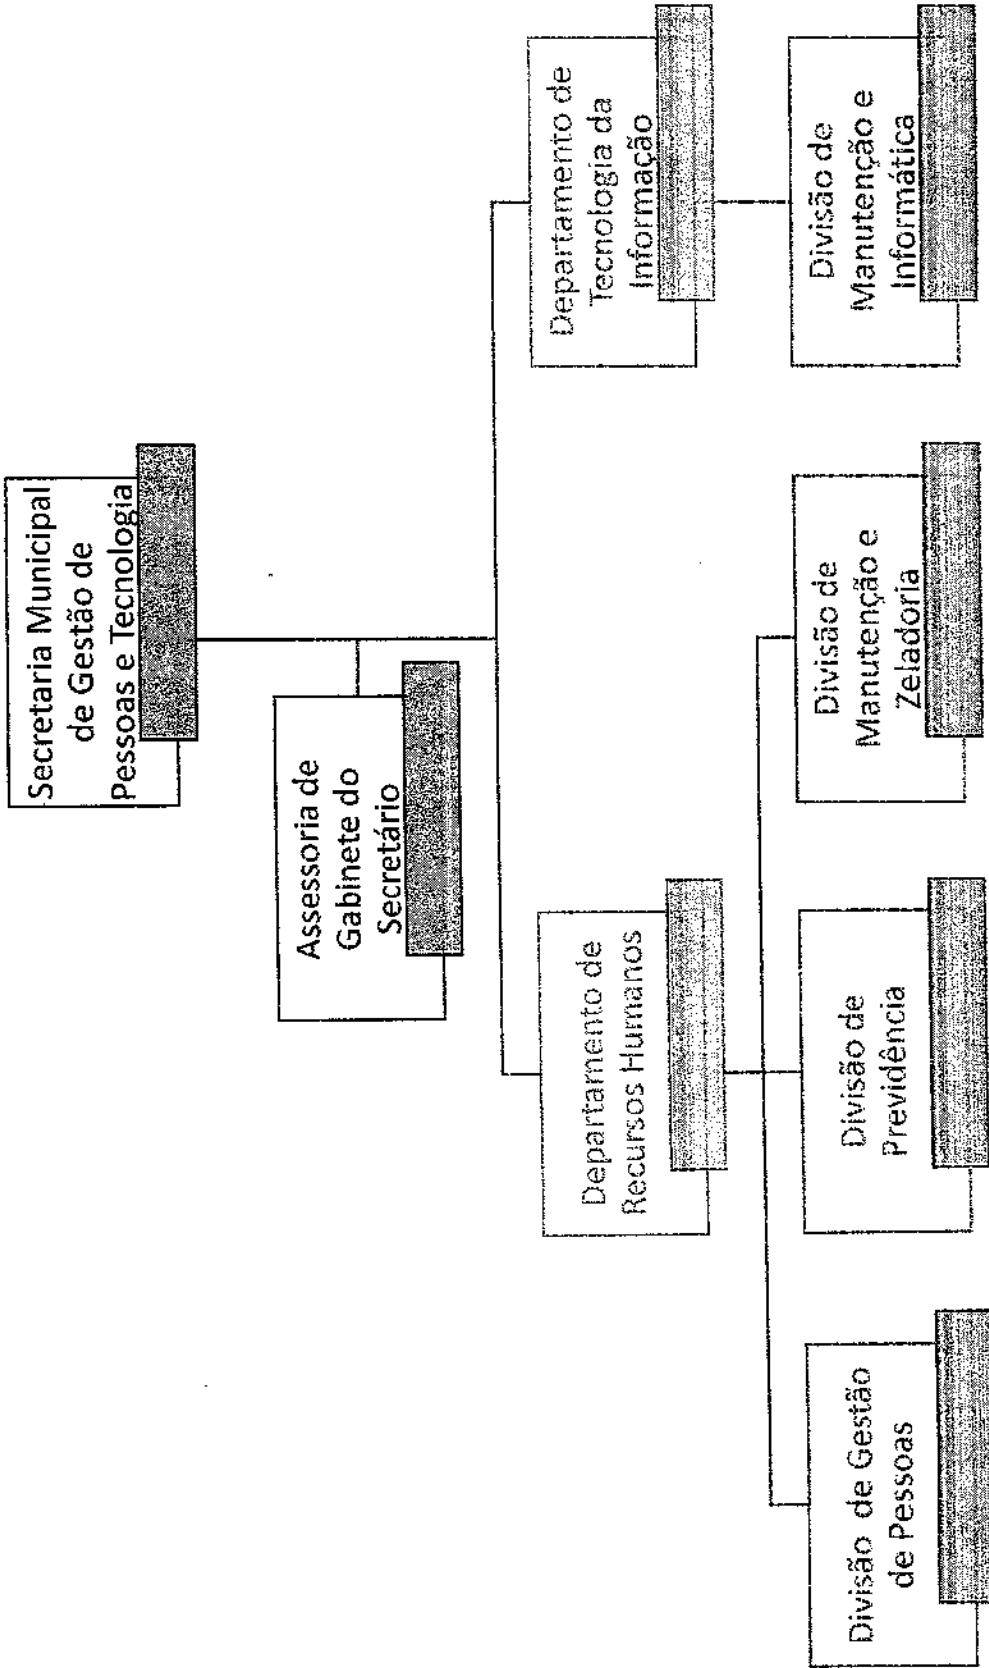 Secretaria Municipal
de Gestão de
Pessoas e Tecnologia
Assessoria de
Gabinete do
Secretário
Departamento de
Recursos Humanos
Departamento de
Tecnologia da
Informação
Divisão de Gestão
de Pessoas
Divisão de
Previdência
Divisão de
Manutenção e
Zeladoria
Divisão de
Manutenção e
Informática